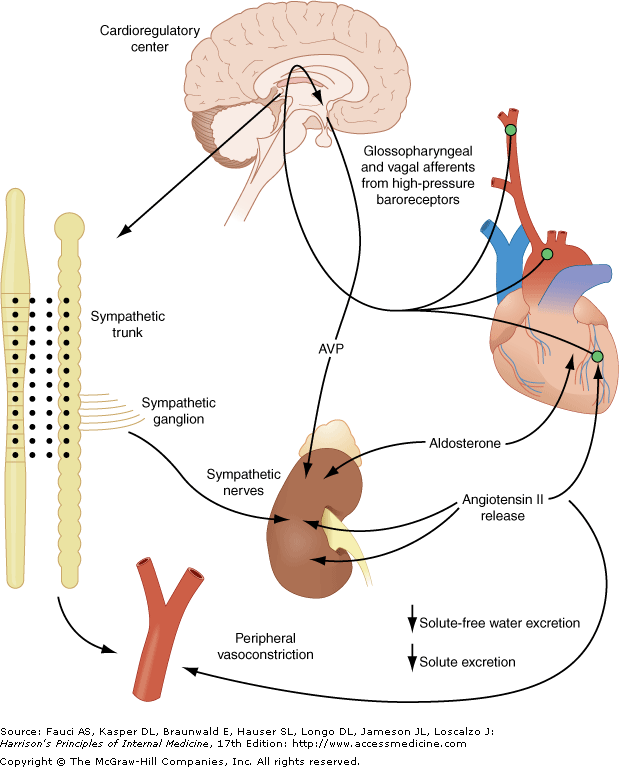 Cardioregulatory
center
Glossopharyngeal
and vagal afferents
from high-pressure
baroreceptors
Sympathetic
trunk
AVP
Sympathetic
ganglion
Aldosterone
Sympathetic
nerves
Angiotensin II
release
Solute-free water excretion
Peripheral
vasoconstriction
Solute excretion
Source: Fauci AS, Kasper DL, Braunwald E, Hauser SL, Longo DL, Jameson JL, Loscalzo J:
Harrison's Principles of Internal Medicine, 17th Edition: http://www.accessmedicine.com
Copyright © The McGraw-Hill Companies, Inc. All rights reserved.